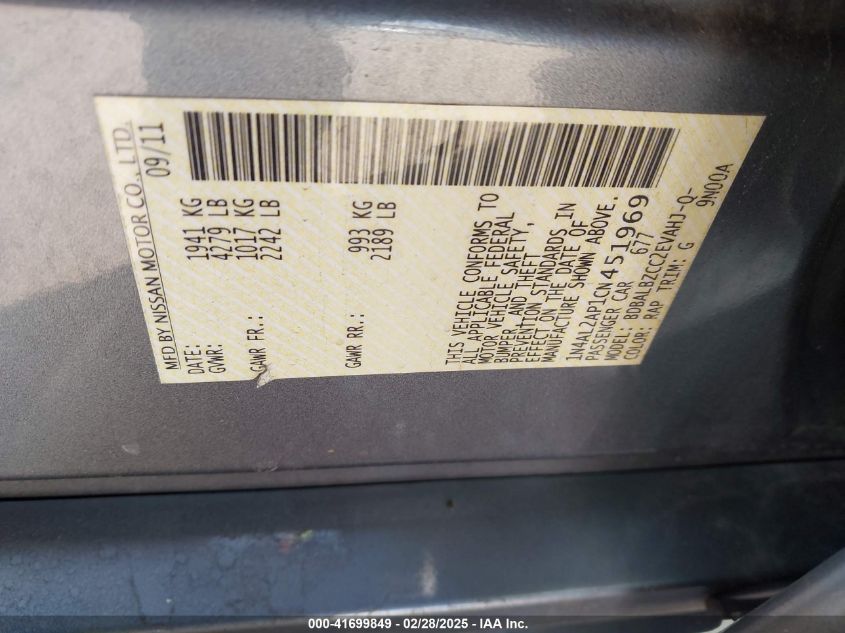 MFD BY NISSAN MOTOR CO., LTD.
DATE: 09/11
GVWR: 1941 KG
4279 LB
GAWR FR.: 1017 KG
2242 LB
GAWR RR.: 993 KG
2189 LB
THIS VEHICLE CONFORMS TO
ALL APPLICABLE FEDERAL
MOTOR VEHICLE SAFETY,
BUMPER, AND THEFT
PREVENTION STANDARDS IN
EFFECT ON THE DATE OF
MANUFACTURE SHOWN ABOVE.
1N4AL2AP1CN451969
PASSENGER CAR 677
MODEL: BDBALBZCC2EVAHJ-Q-
COLOR: RAP TRIM: G 9N00A
000-41699849 / 02/28/2025 - IAA Inc.